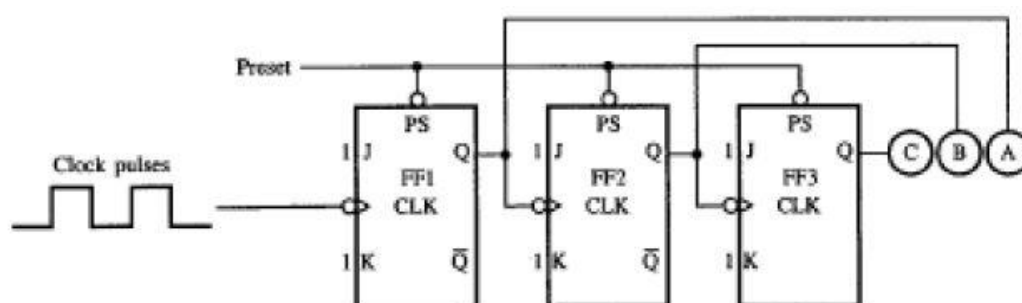 Preset
PS PS PS
1 J Q 1 J Q 1 J Q C B A
Clock pulses
FF1 FF2 FF3
CLK CLK CLK
1 K Q̅ 1 K Q̅ 1 K